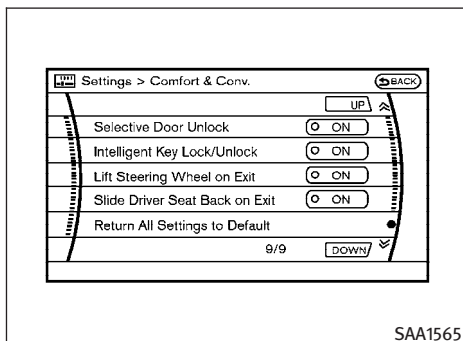 Settings > Comfort & Conv.
BACK
UP
Selective Door Unlock ON
Intelligent Key Lock/Unlock ON
Lift Steering Wheel on Exit ON
Slide Driver Seat Back on Exit ON
Return All Settings to Default
9/9 DOWN
SAA1565